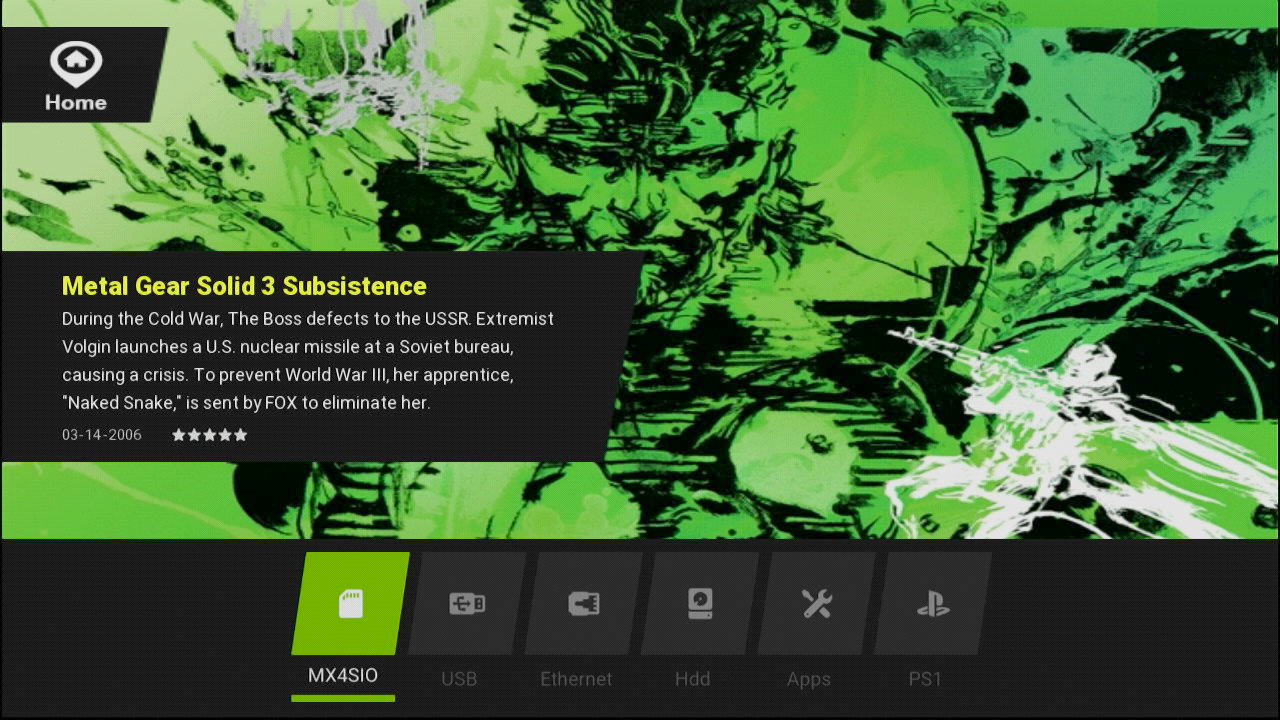 Home
Metal Gear Solid 3 Subsistence
During the Cold War, The Boss defects to the USSR. Extremist
Volgin launches a U.S. nuclear missile at a Soviet bureau,
causing a crisis. To prevent World War III, her apprentice,
"Naked Snake," is sent by FOX to eliminate her.
03-14-2006
MX4SIO
USB
Ethernet
Hdd
Apps
PS1